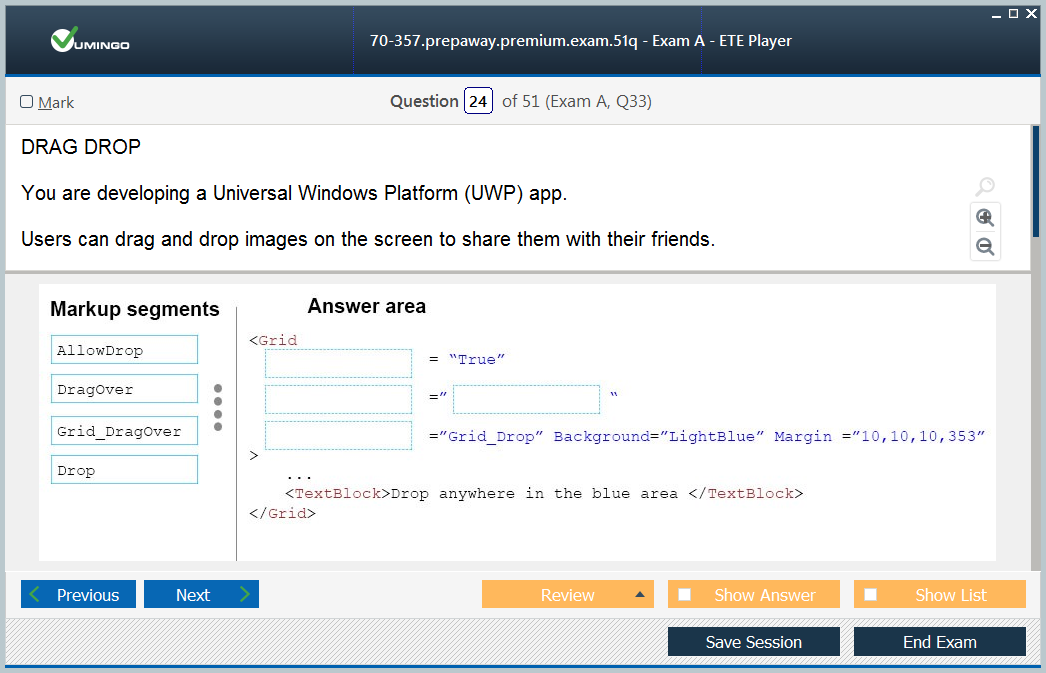 VUMINGO
70-357.prepaway.premium.exam.51q - Exam A - ETE Player
Mark
Question 24 of 51 (Exam A, Q33)
DRAG DROP
You are developing a Universal Windows Platform (UWP) app.
Users can drag and drop images on the screen to share them with their friends.
Markup segments
AllowDrop
DragOver
Grid_DragOver
Drop
Answer area
<Grid
= “True”
=” “
=”Grid_Drop” Background=”LightBlue” Margin =”10,10,10,353”
>
...
<TextBlock>Drop anywhere in the blue area </TextBlock>
</Grid>
Previous
Next
Review
Show Answer
Show List
Save Session
End Exam